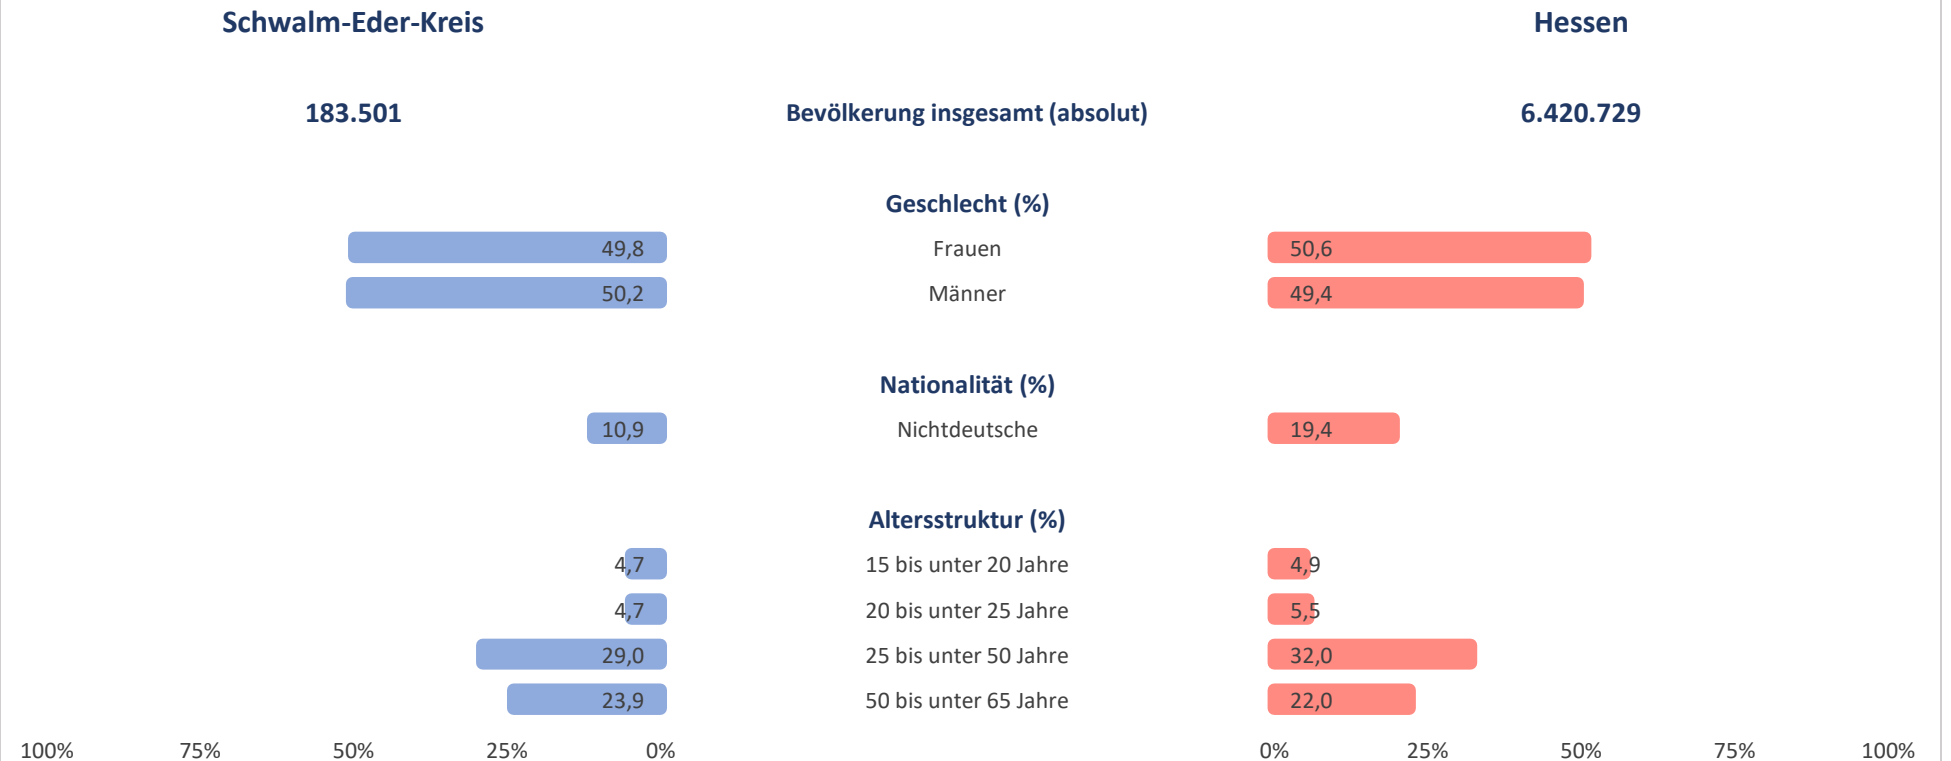 Schwalm-Eder-Kreis Hessen
183.501 Bevölkerung insgesamt (absolut) 6.420.729
Geschlecht (%)
49,8 Frauen 50,6
50,2 Männer 49,4
Nationalität (%)
10,9 Nichtdeutsche 19,4
Altersstruktur (%)
4,7 15 bis unter 20 Jahre 4,9
4,7 20 bis unter 25 Jahre 5,5
29,0 25 bis unter 50 Jahre 32,0
23,9 50 bis unter 65 Jahre 22,0
100% 75% 50% 25% 0% 0% 25% 50% 75% 100%